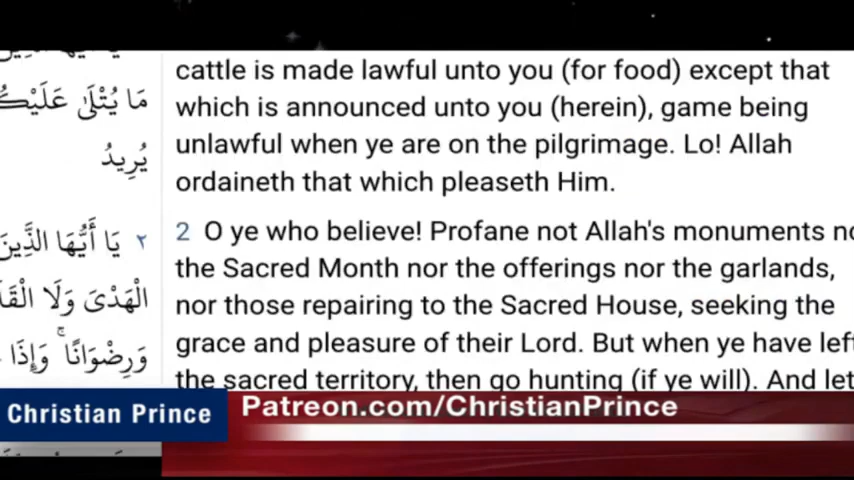 cattle is made lawful unto you (for food) except that
which is announced unto you (herein), game being
unlawful when ye are on the pilgrimage. Lo! Allah
ordaineth that which pleaseth Him.
2 O ye who believe! Profane not Allah's monuments
the Sacred Month nor the offerings nor the garlands,
nor those repairing to the Sacred House, seeking the
grace and pleasure of their Lord. But when ye have left
the sacred territory, then go hunting (if ye will). And let
مَا يُتْلَىٰ
يُرِيدُ
٢ يَا أَيُّهَا الَّذِينَ
الْهَدْيَ وَلَا
وَرِضْوَانًا ۚ وَإِذَا
Christian Prince
Patreon.com/ChristianPrince